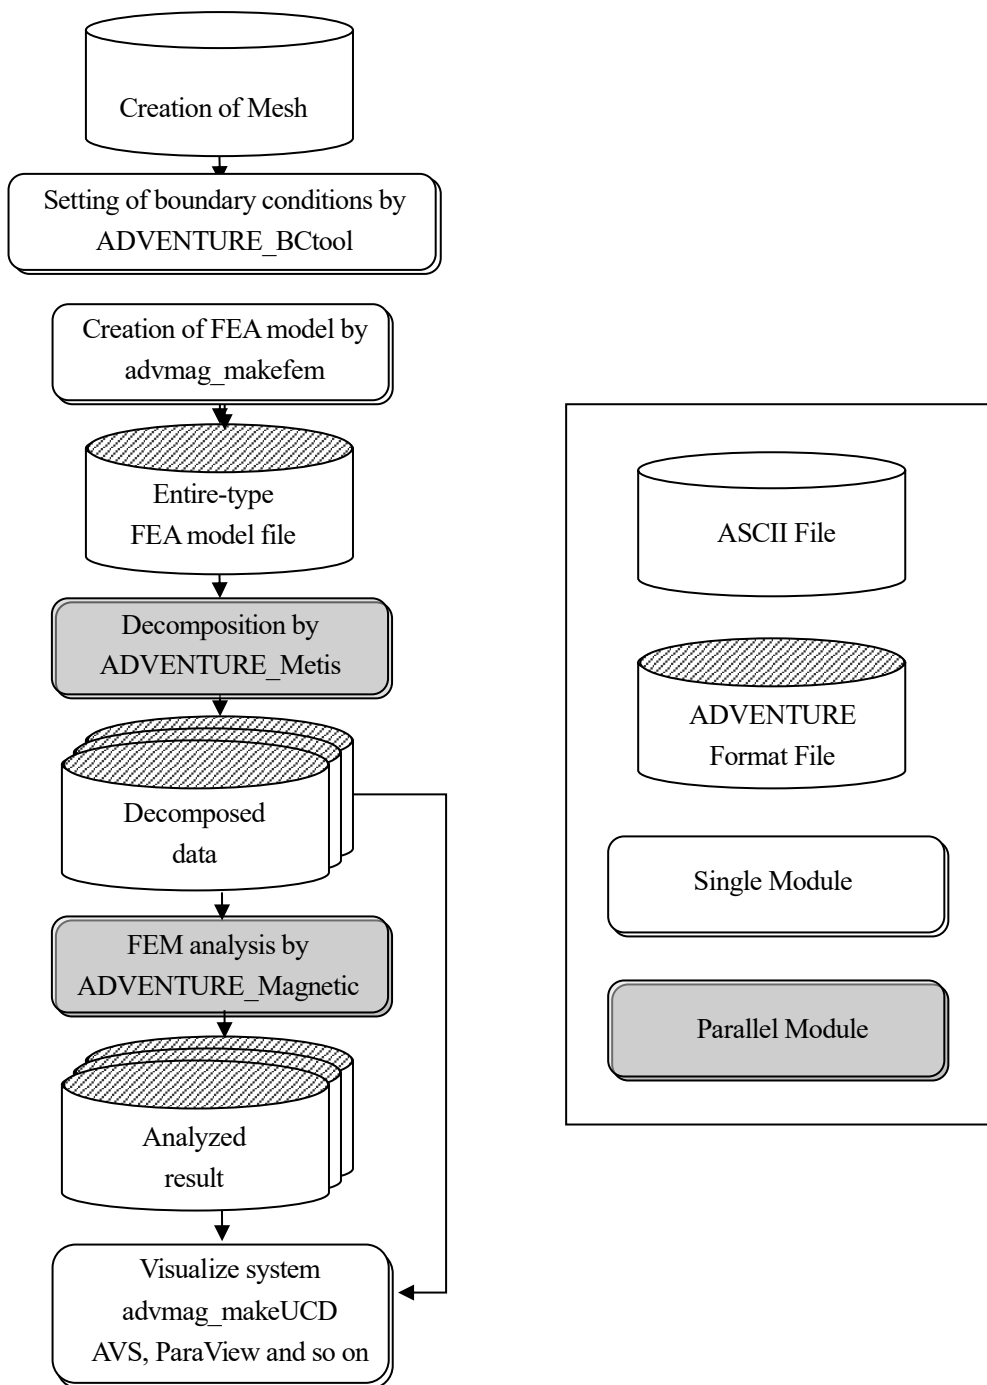 Creation of Mesh
Setting of boundary conditions by
ADVENTURE_BCtool
Creation of FEA model by
advmag_makefem
Entire-type
FEA model file
Decomposition by
ADVENTURE_Metis
Decomposed
data
FEM analysis by
ADVENTURE_Magnetic
Analyzed
result
Visualize system
advmag_makeUCD
AVS, ParaView and so on
ASCII File
ADVENTURE
Format File
Single Module
Parallel Module